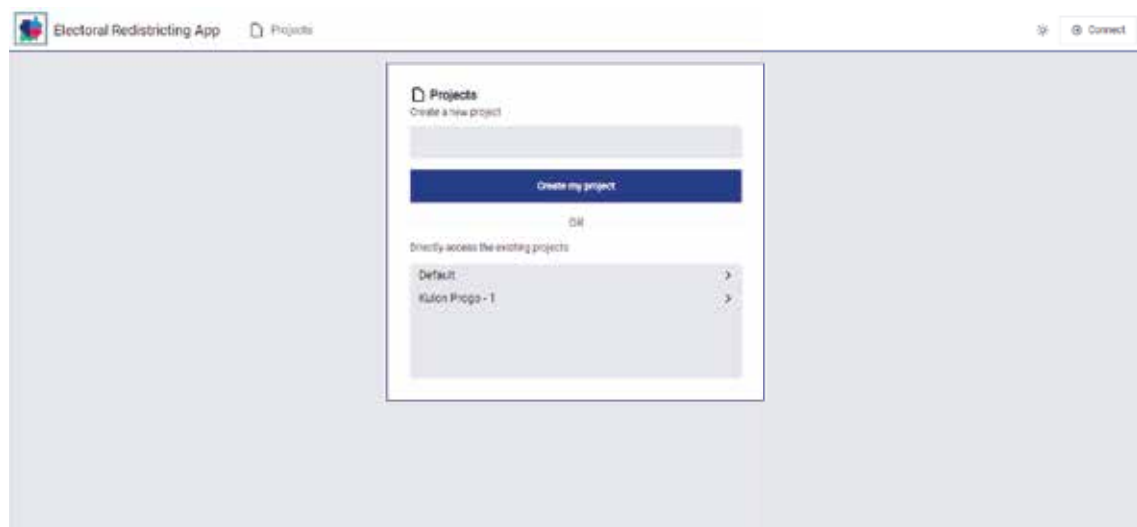 Electoral Redistricting App
Projects
Connect
Projects
Create a new project
Create my project
OR
Directly access the existing projects
Default
Kulon Progo - 1